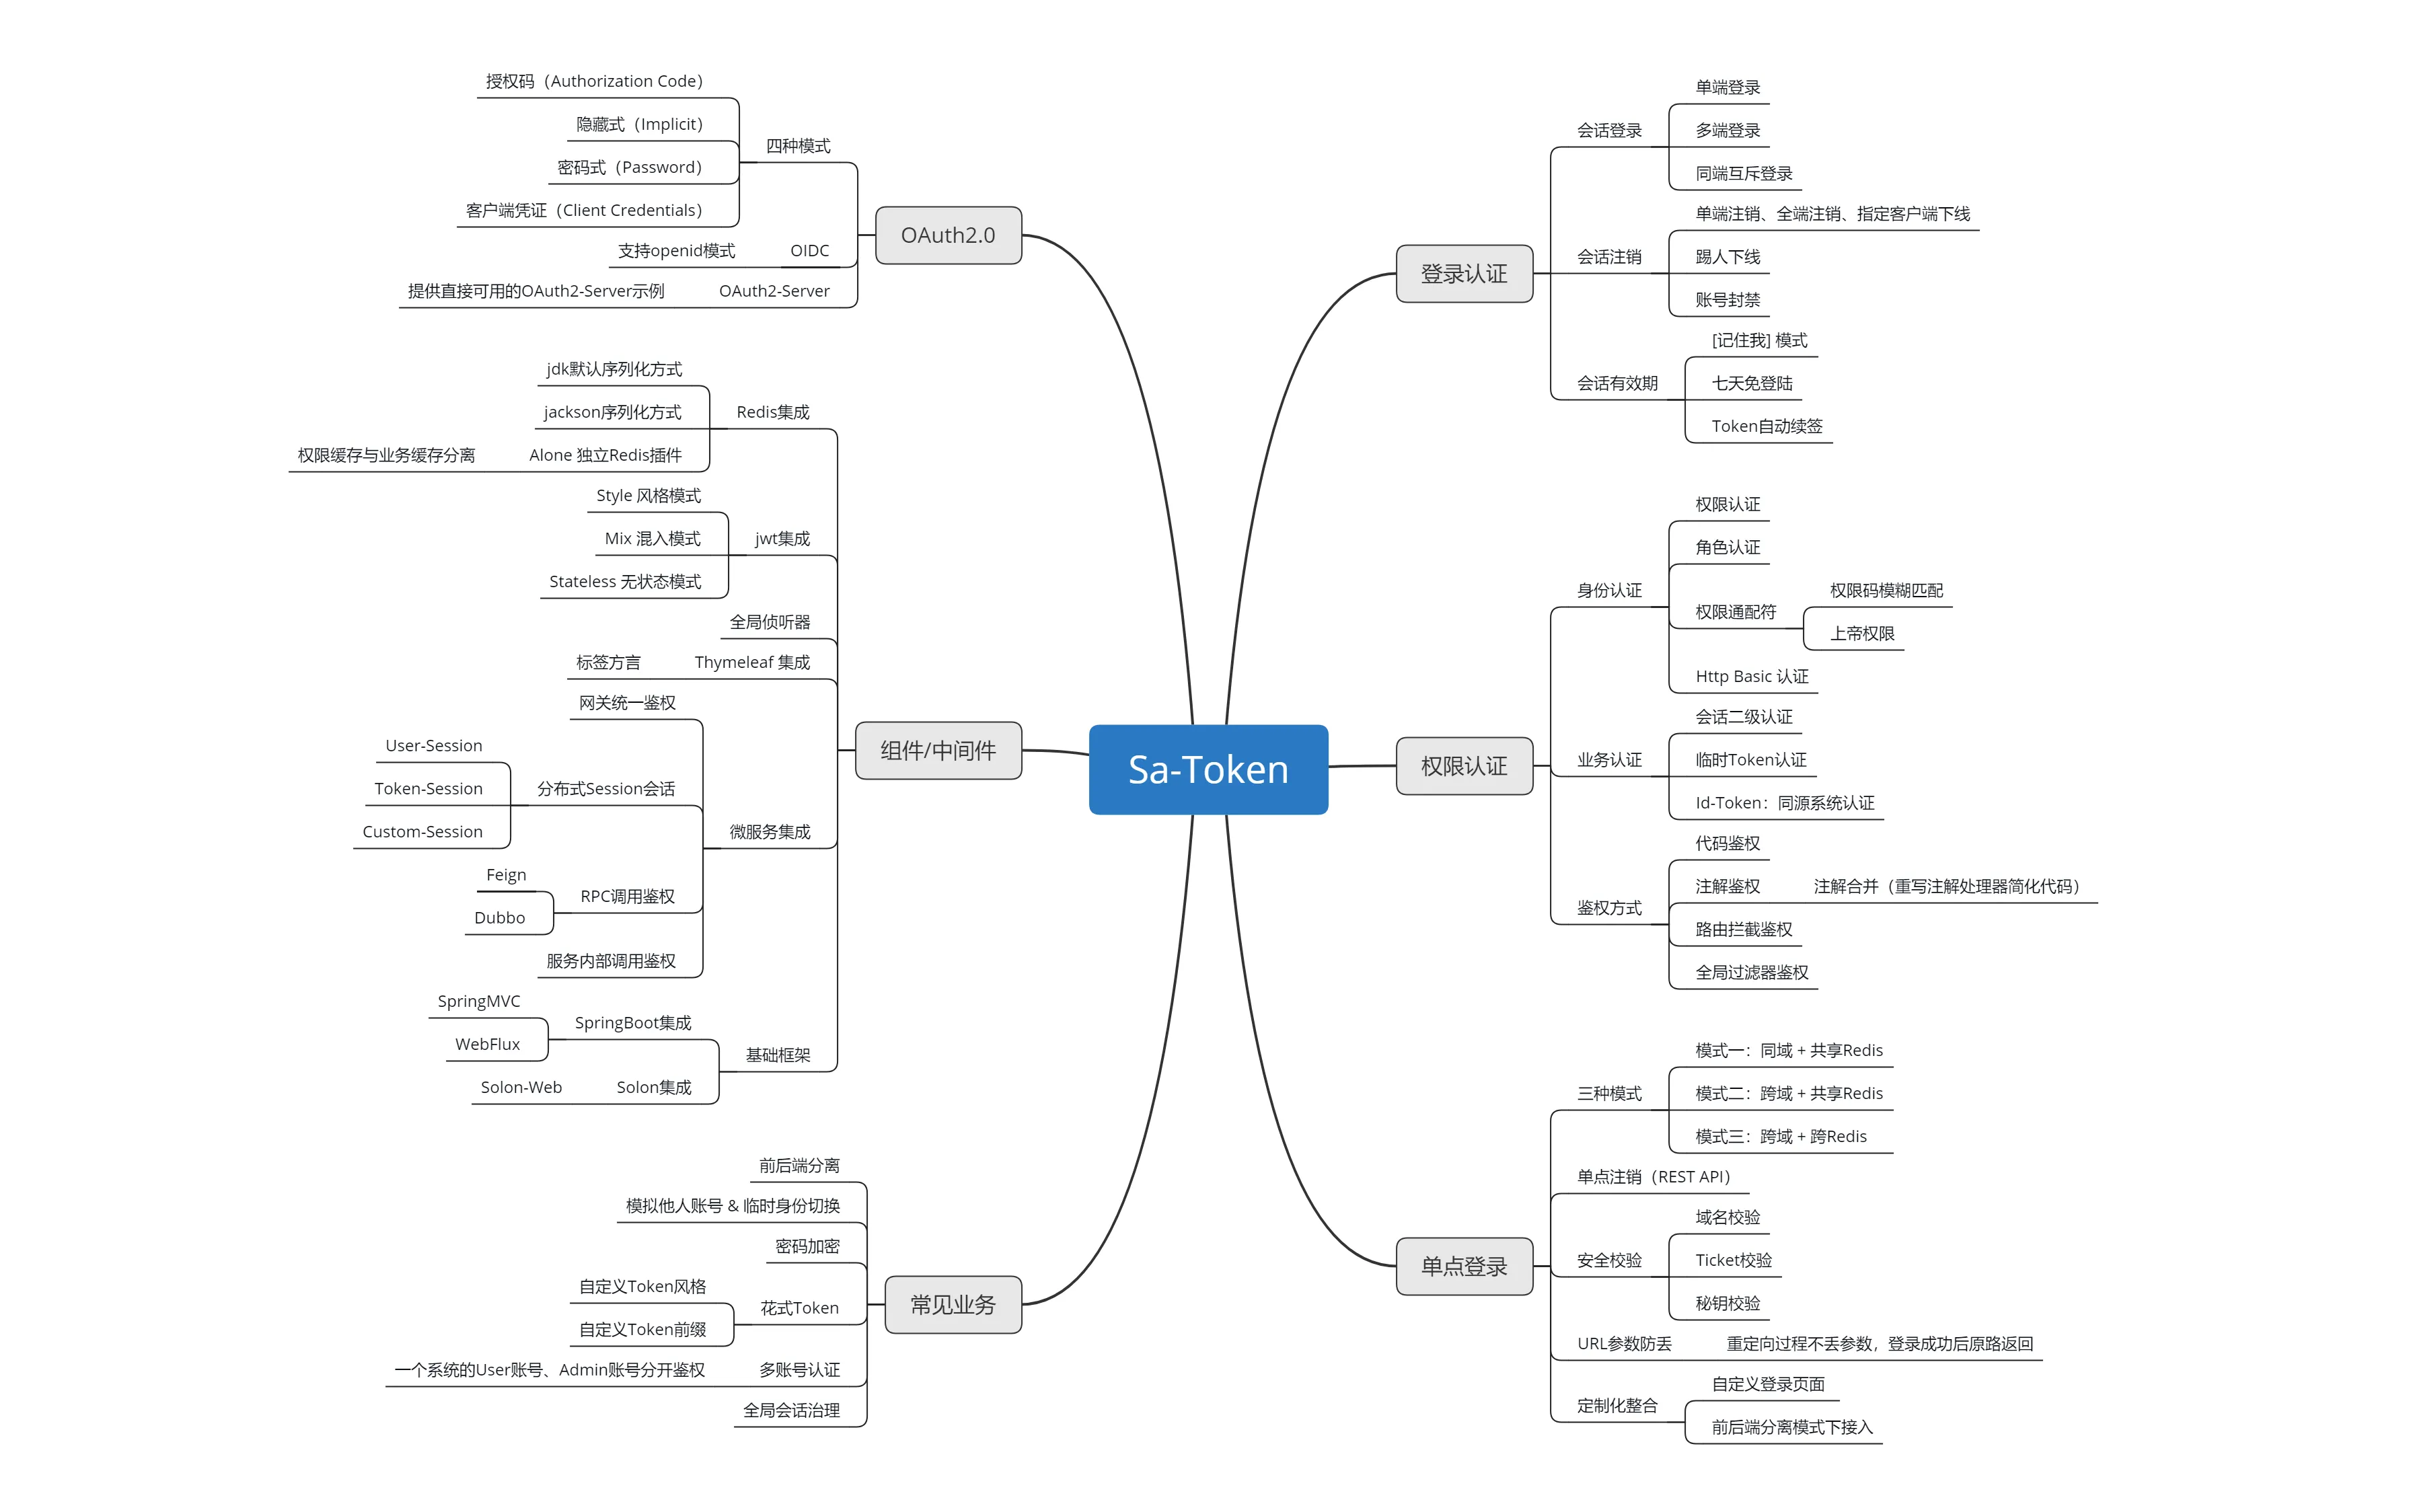 Sa-Token
登录认证
会话登录
单端登录
多端登录
同端互斥登录
会话注销
单端注销、全端注销、指定客户端下线
踢人下线
账号封禁
会话有效期
[记住我] 模式
七天免登陆
Token自动续签
权限认证
身份认证
权限认证
角色认证
权限通配符
权限码模糊匹配
上帝权限
Http Basic 认证
业务认证
会话二级认证
临时Token认证
Id-Token：同源系统认证
鉴权方式
代码鉴权
注解鉴权
注解合并（重写注解处理器简化代码）
路由拦截鉴权
全局过滤器鉴权
单点登录
三种模式
模式一：同域 + 共享Redis
模式二：跨域 + 共享Redis
模式三：跨域 + 跨Redis
单点注销（REST API）
安全校验
域名校验
Ticket校验
秘钥校验
URL参数防丢
重定向过程不丢参数，登录成功后原路返回
定制化整合
自定义登录页面
前后端分离模式下接入
OAuth2.0
四种模式
授权码（Authorization Code）
隐藏式（Implicit）
密码式（Password）
客户端凭证（Client Credentials）
OIDC
支持openid模式
OAuth2-Server
提供直接可用的OAuth2-Server示例
组件/中间件
Redis集成
jdk默认序列化方式
jackson序列化方式
Alone 独立Redis插件
权限缓存与业务缓存分离
jwt集成
Style 风格模式
Mix 混入模式
Stateless 无状态模式
全局侦听器
Thymeleaf 集成
标签方言
微服务集成
网关统一鉴权
分布式Session会话
User-Session
Token-Session
Custom-Session
RPC调用鉴权
Feign
Dubbo
服务内部调用鉴权
基础框架
SpringBoot集成
SpringMVC
WebFlux
Solon集成
Solon-Web
常见业务
前后端分离
模拟他人账号 & 临时身份切换
密码加密
花式Token
自定义Token风格
自定义Token前缀
多账号认证
一个系统的User账号、Admin账号分开鉴权
全局会话治理